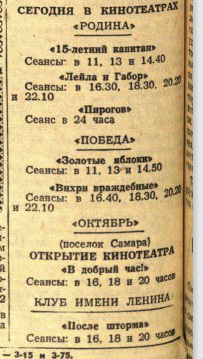 СЕГОДНЯ В КИНОТЕАТРАХ
«РОДИНА»
«15-летний капитан»
Сеансы: в 11, 13 и 14.40
«Лейла и Габор»
Сеансы: в 16.30, 18.30, 20.20
и 22.10
«Пирогов»
Сеанс в 24 часа
«ПОБЕДА»
«Золотые яблоки»
Сеансы: в 11, 13 и 14.50
«Вихри враждебные»
Сеансы: в 16.40, 18.30, 20.20
и 22.10
«ОКТЯБРЬ»
(поселок Самара)
ОТКРЫТИЕ КИНОТЕАТРА
«В добрый час!»
Сеансы: в 16, 18 и 20 часов
КЛУБ ИМЕНИ ЛЕНИНА
«После шторма»
Сеансы: в 16, 18 и 20 часов
— 3-15 и 3-75.